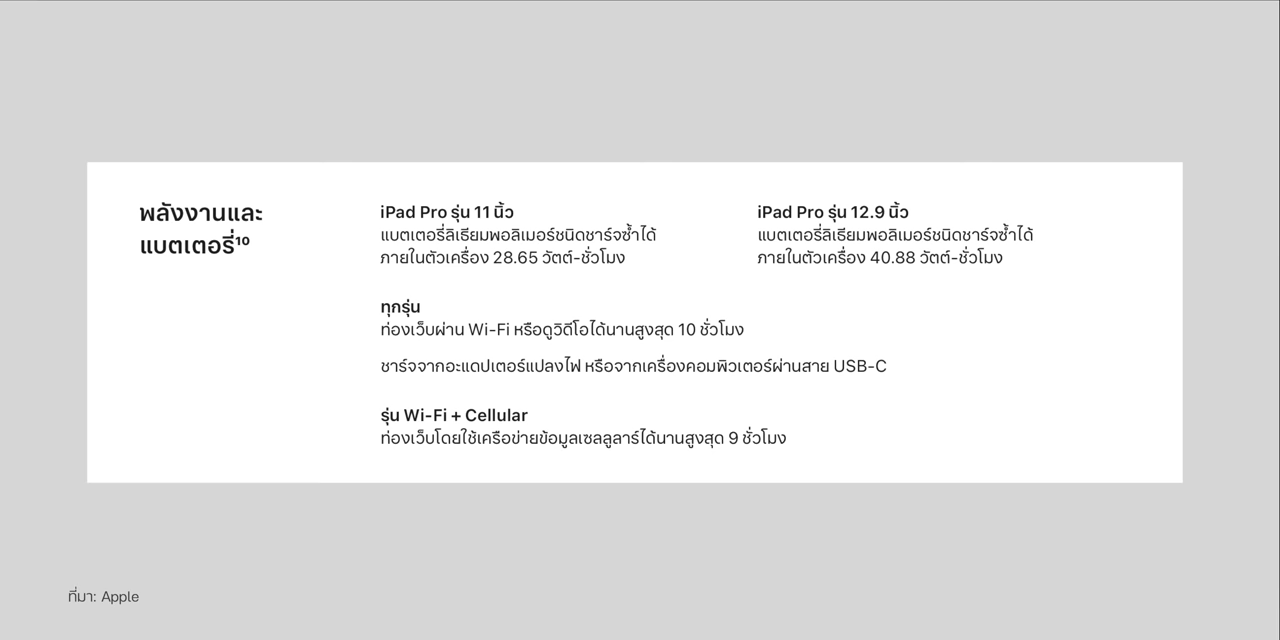 พลังงานและ
แบตเตอรี่¹⁰
iPad Pro รุ่น 11 นิ้ว
แบตเตอรี่ลิเธียมพอลิเมอร์ชนิดชาร์จซ้ำได้
ภายในตัวเครื่อง 28.65 วัตต์-ชั่วโมง
iPad Pro รุ่น 12.9 นิ้ว
แบตเตอรี่ลิเธียมพอลิเมอร์ชนิดชาร์จซ้ำได้
ภายในตัวเครื่อง 40.88 วัตต์-ชั่วโมง
ทุกรุ่น
ท่องเว็บผ่าน Wi-Fi หรือดูวิดีโอได้นานสูงสุด 10 ชั่วโมง
ชาร์จจากอะแดปเตอร์แปลงไฟ หรือจากเครื่องคอมพิวเตอร์ผ่านสาย USB-C
รุ่น Wi-Fi + Cellular
ท่องเว็บโดยใช้เครือข่ายข้อมูลเซลลูลาร์ได้นานสูงสุด 9 ชั่วโมง
ที่มา: Apple